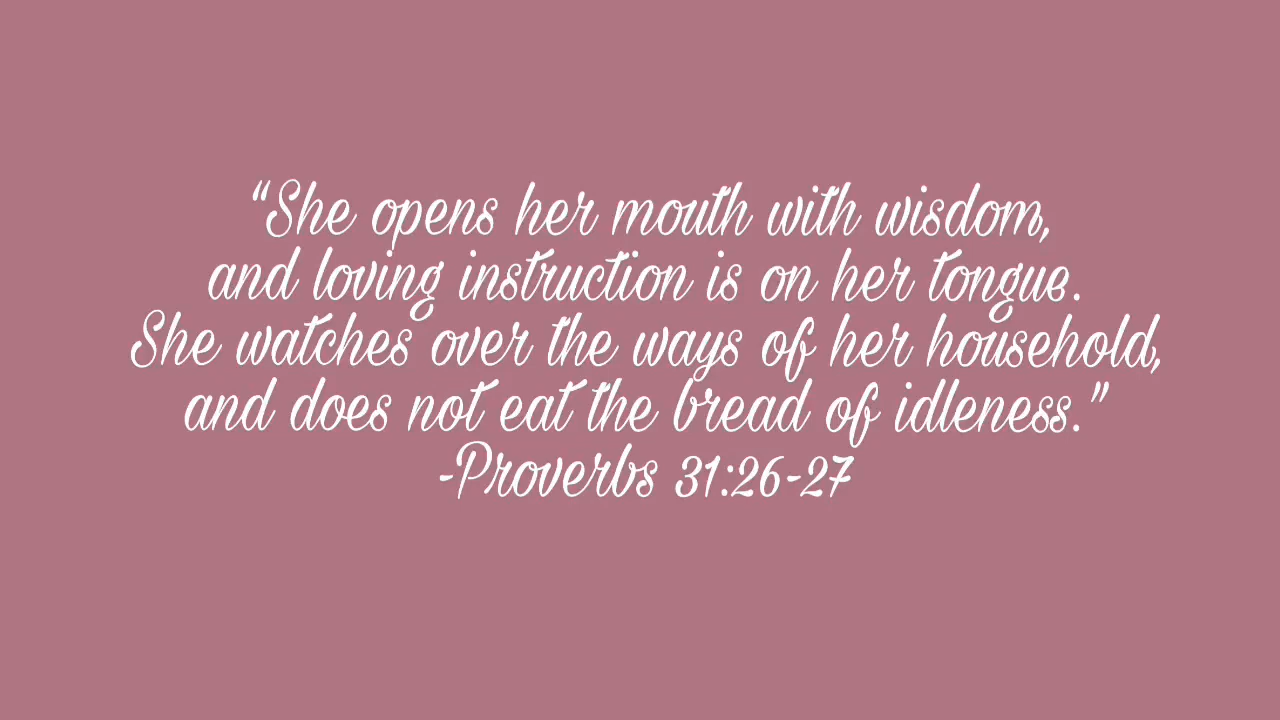 “She opens her mouth with wisdom,
and loving instruction is on her tongue.
She watches over the ways of her household,
and does not eat the bread of idleness.”
-Proverbs 31:26-27